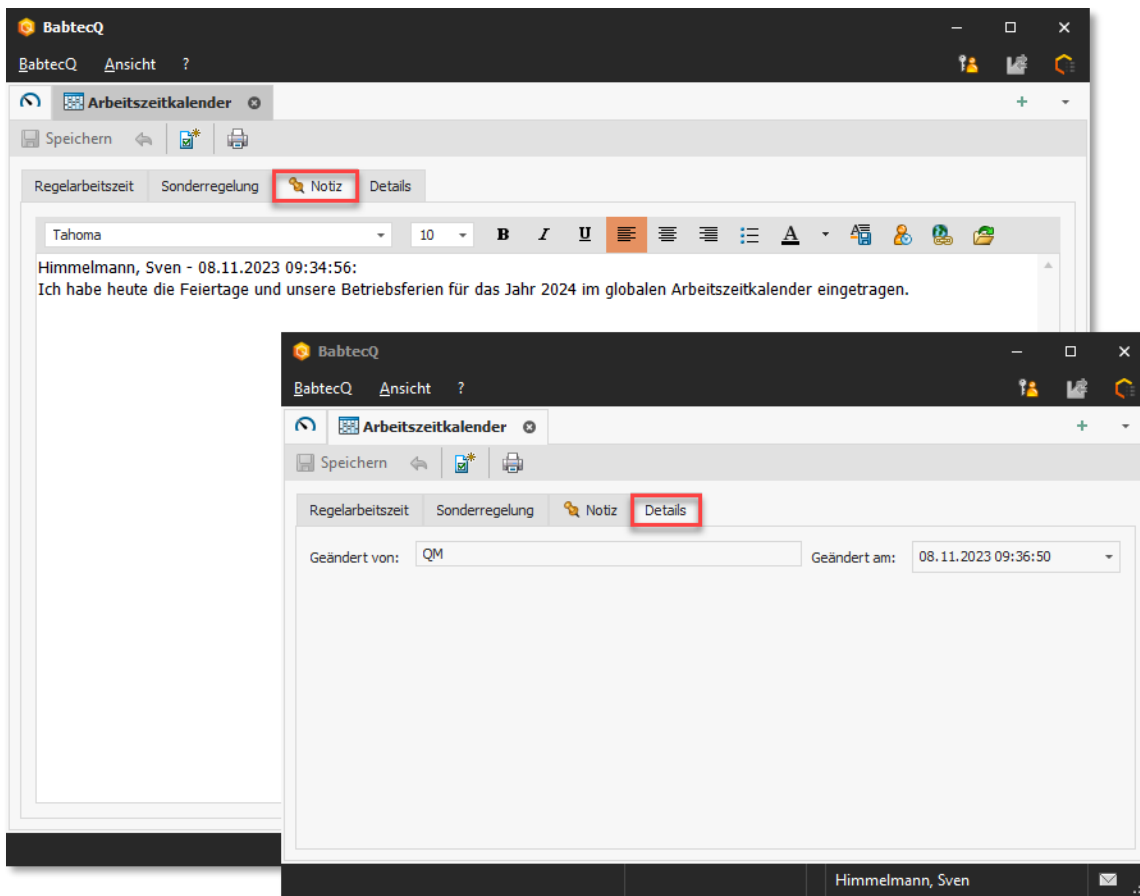 BabtecQ
BabtecQ Ansicht ?
Arbeitszeitkalender
Speichern
Regelarbeitszeit Sonderregelung Notiz Details
Tahoma 10 B I U A
Himmelmann, Sven - 08.11.2023 09:34:56:
Ich habe heute die Feiertage und unsere Betriebsferien für das Jahr 2024 im globalen Arbeitszeitkalender eingetragen.
BabtecQ
BabtecQ Ansicht ?
Arbeitszeitkalender
Speichern
Regelarbeitszeit Sonderregelung Notiz Details
Geändert von: QM Geändert am: 08.11.2023 09:36:50
Himmelmann, Sven